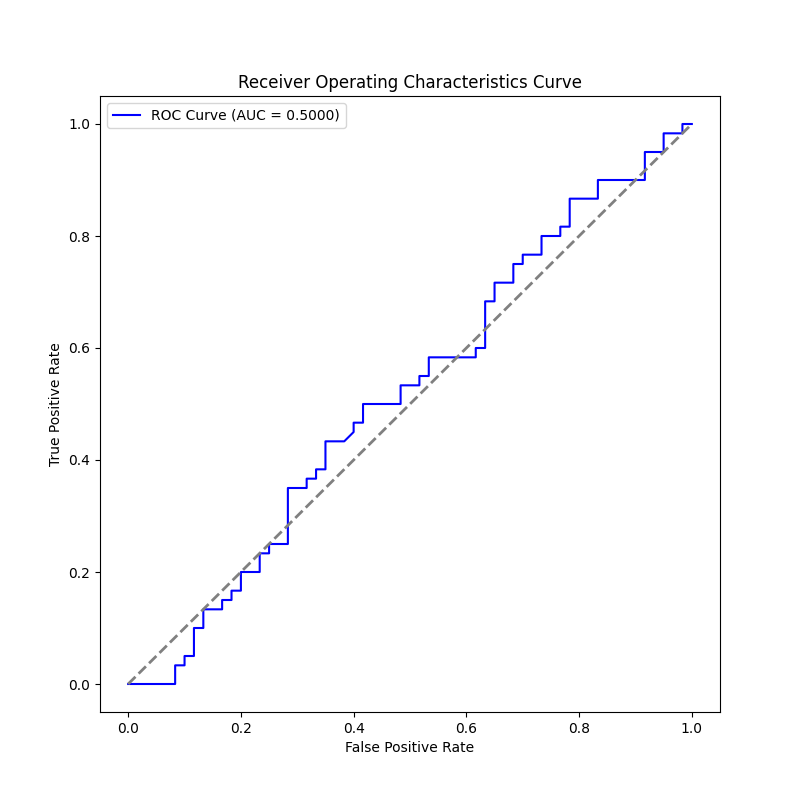 Receiver Operating Characteristics Curve
ROC Curve (AUC = 0.5000)
1.0
0.8
0.6
0.4
0.2
0.0
True Positive Rate
0.0 0.2 0.4 0.6 0.8 1.0
False Positive Rate